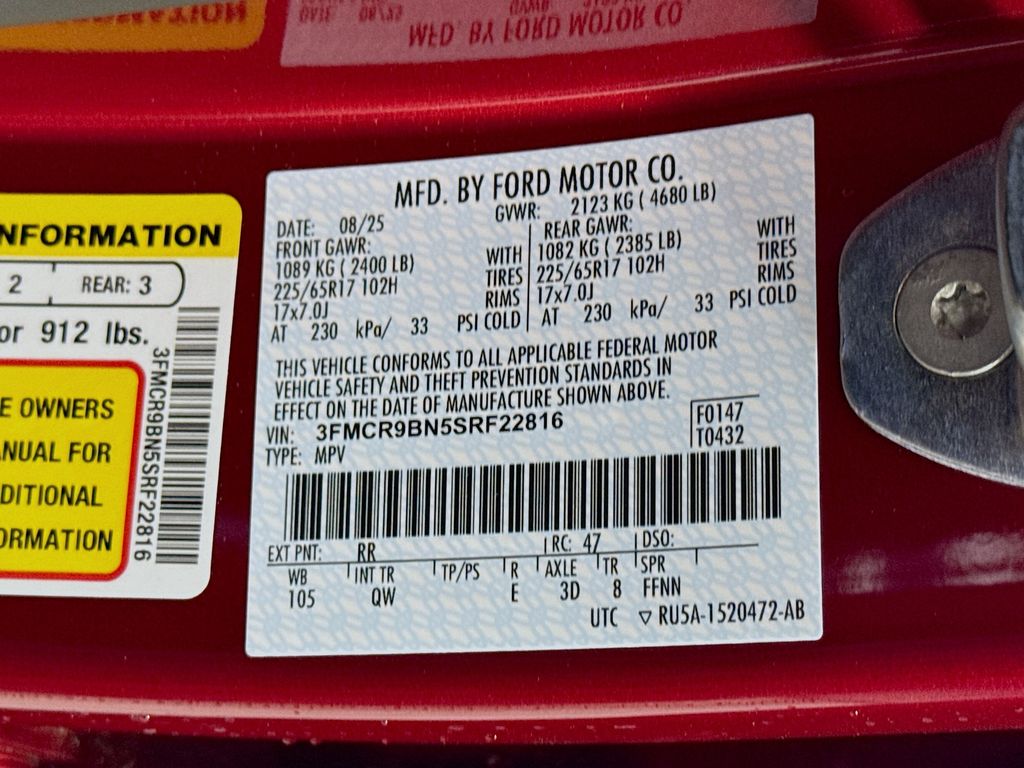 MFD. BY FORD MOTOR CO.
DATE: 08/25 GVWR: 2123 KG ( 4680 LB)
FRONT GAWR: WITH REAR GAWR: WITH
1089 KG ( 2400 LB) TIRES 1082 KG ( 2385 LB) TIRES
225/65R17 102H RIMS 225/65R17 102H RIMS
17x7.0J 17x7.0J
AT 230 kPa/ 33 PSI COLD AT 230 kPa/ 33 PSI COLD
THIS VEHICLE CONFORMS TO ALL APPLICABLE FEDERAL MOTOR
VEHICLE SAFETY AND THEFT PREVENTION STANDARDS IN
EFFECT ON THE DATE OF MANUFACTURE SHOWN ABOVE.
VIN: 3FMCR9BN5SRF22816 F0147
TYPE: MPV T0432
EXT PNT: RR RC: 47 DSO:
WB INT TR TP/PS R AXLE TR SPR
105 QW E 3D 8 FFNN
UTC ▽ RU5A-1520472-AB
NFORMATION
2 REAR: 3
or 912 lbs.
E OWNERS
ANUAL FOR
DITIONAL
ORMATION
3FMCR9BN5SRF22816
MFD. BY FORD MOTOR CO.
DATE 08/25 GVWR